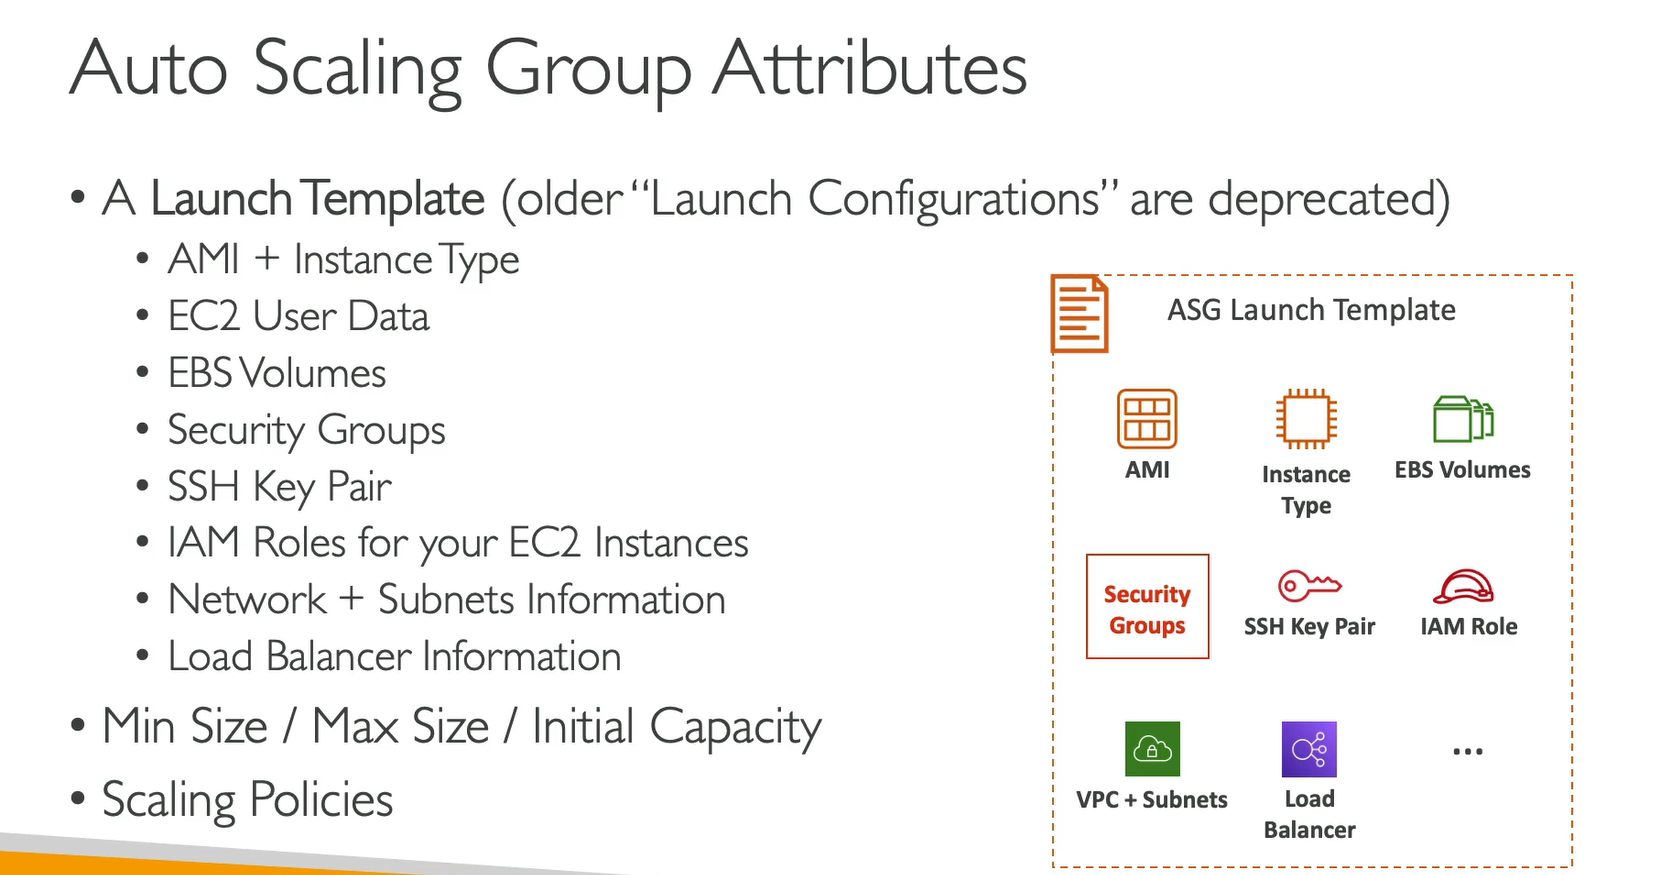 Auto Scaling Group Attributes
• A Launch Template (older “Launch Configurations” are deprecated)
• AMI + Instance Type
• EC2 User Data
• EBS Volumes
• Security Groups
• SSH Key Pair
• IAM Roles for your EC2 Instances
• Network + Subnets Information
• Load Balancer Information
• Min Size / Max Size / Initial Capacity
• Scaling Policies
ASG Launch Template
AMI
Instance
Type
EBS Volumes
Security
Groups
SSH Key Pair
IAM Role
VPC + Subnets
Load
Balancer
...